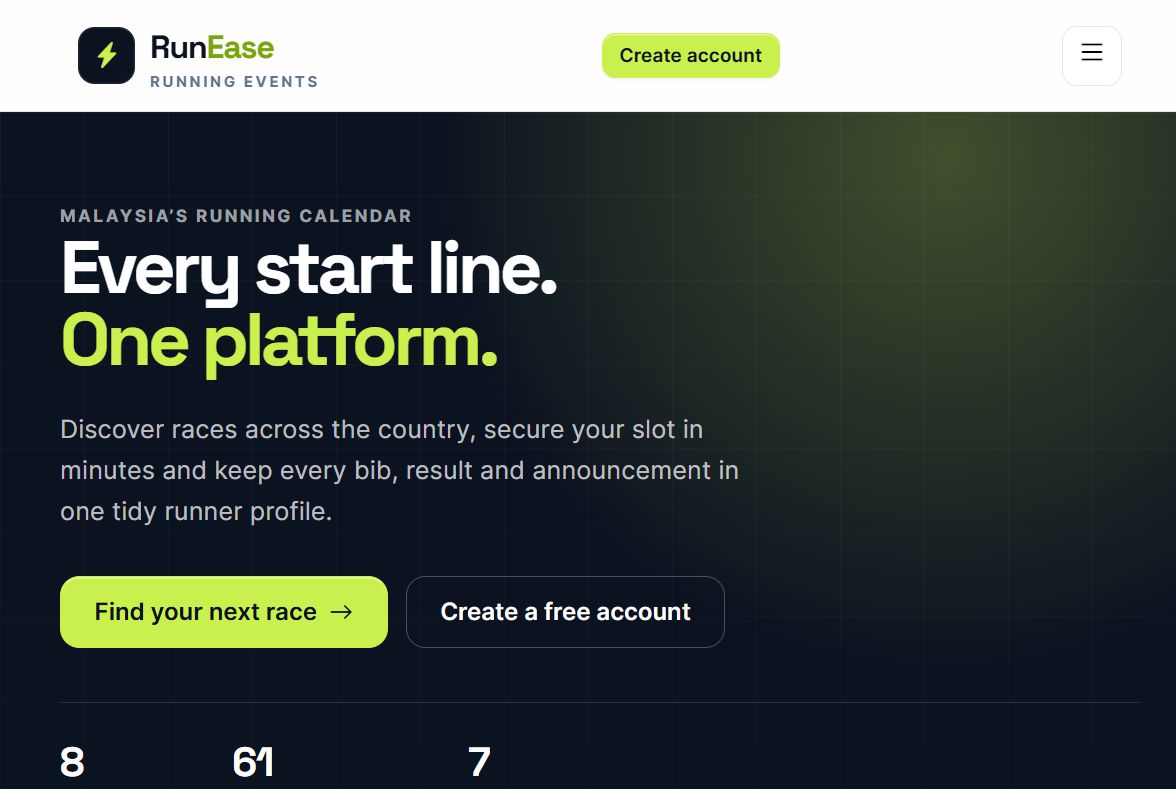 RunEase
RUNNING EVENTS
Create account
MALAYSIA’S RUNNING CALENDAR
Every start line.
One platform.
Discover races across the country, secure your slot in
minutes and keep every bib, result and announcement in
one tidy runner profile.
Find your next race →
Create a free account
8
61
7